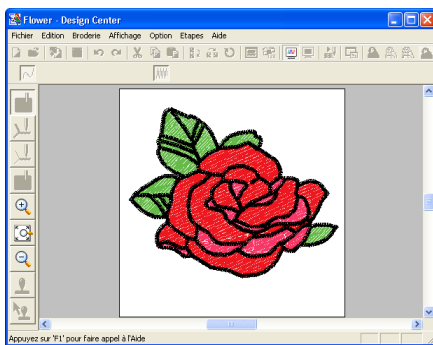 Flower - Design Center
Fichier Edition Broderie Affichage Option Etapes Aide
Appuyez sur 'F1' pour faire appel à l'Aide